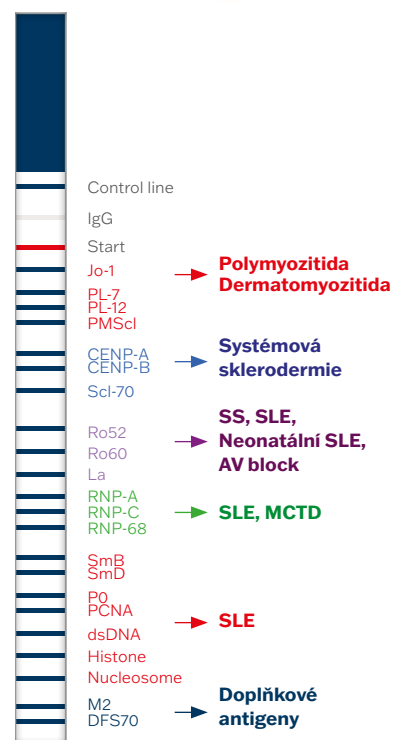 Control line
IgG
Start
Jo-1
PL-7
PL-12
PMScl
Polymyozitida
Dermatomyozitida
CENP-A
CENP-B
Scl-70
Systémová
sklerodermie
Ro52
Ro60
La
SS, SLE,
Neonatální SLE,
AV block
RNP-A
RNP-C
RNP-68
SLE, MCTD
SmB
SmD
P0
PCNA
dsDNA
Histone
Nucleosome
SLE
M2
DFS70
Doplňkové
antigeny